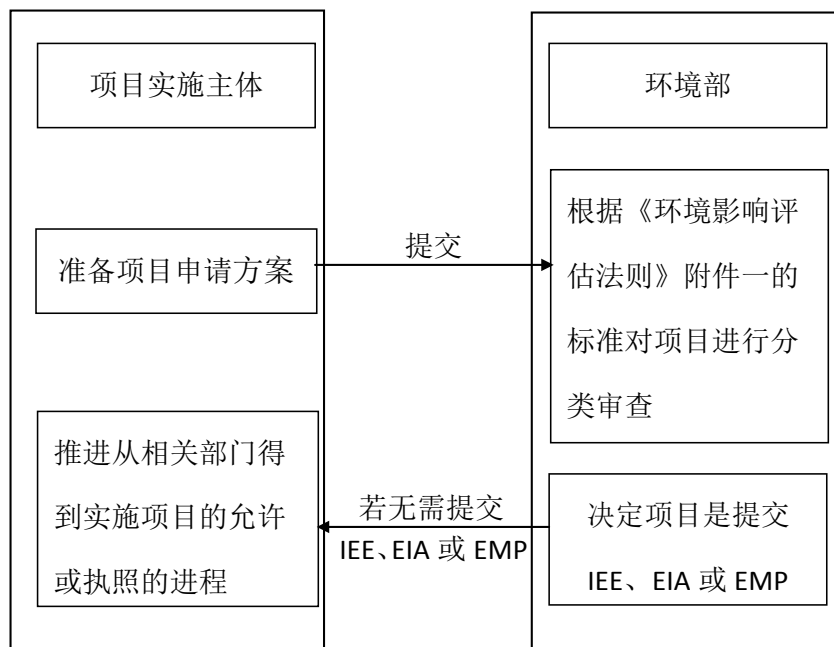 项目实施主体
环境部
准备项目申请方案
提交
根据《环境影响评
估法则》附件一的
标准对项目进行分
类审查
推进从相关部门得
到实施项目的允许
或执照的进程
若无需提交
IEE、EIA 或 EMP
决定项目是提交
IEE、EIA 或 EMP